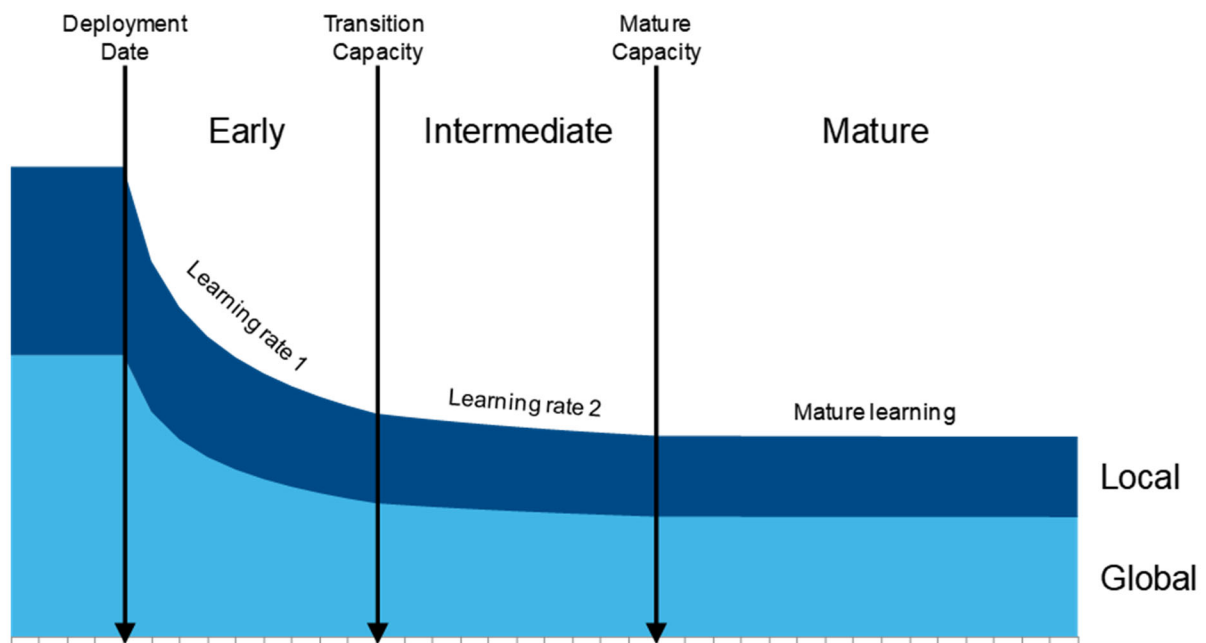 Deployment
Date
Transition
Capacity
Mature
Capacity
Early
Intermediate
Mature
Learning rate 1
Learning rate 2
Mature learning
Local
Global